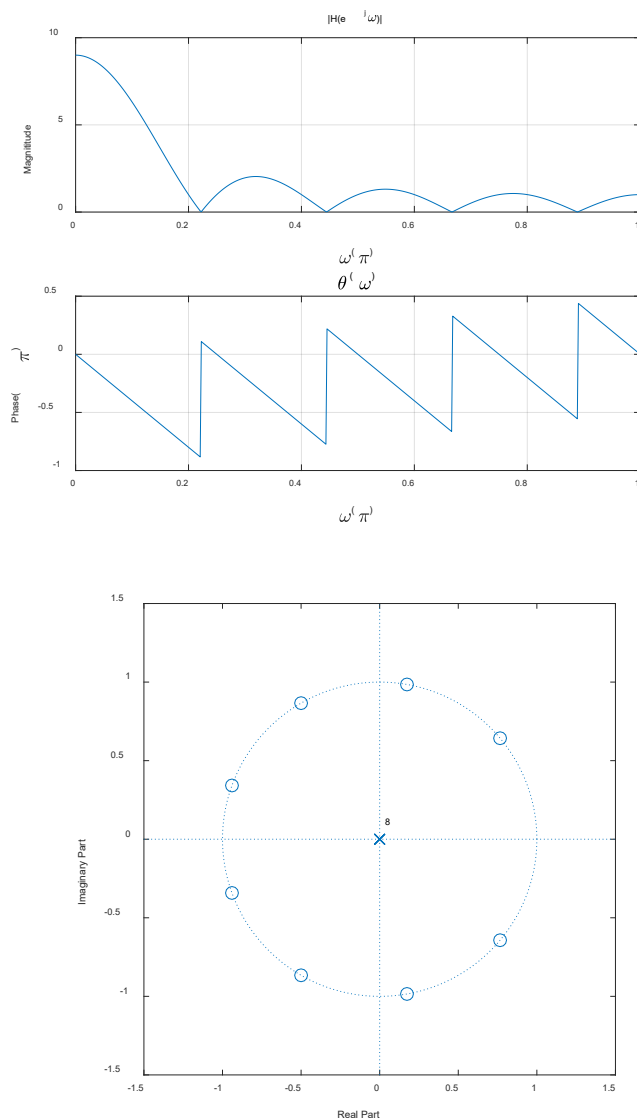 |H(e jω)|
10
5
0
Magnititude
0 0.2 0.4 0.6 0.8 1
ω(π)
θ(ω)
0.5
0
-0.5
-1
Phase( π)
0 0.2 0.4 0.6 0.8 1
ω(π)
1.5
1
0.5
0
-0.5
-1
-1.5
Imaginary Part
8
-1.5 -1 -0.5 0 0.5 1 1.5
Real Part